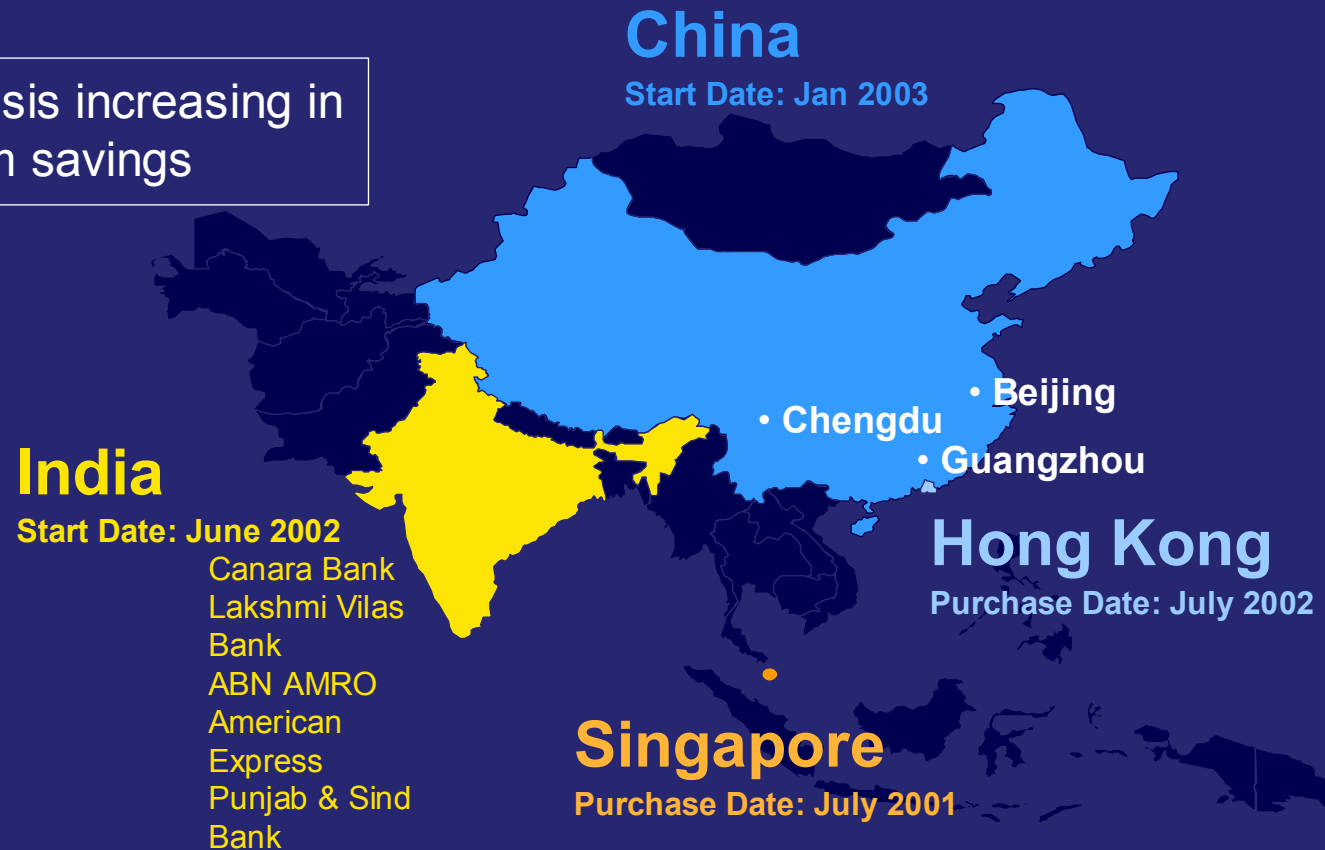 China
Start Date: Jan 2003
sis increasing in
savings
• Beijing
• Chengdu
• Guangzhou
India
Start Date: June 2002
Canara Bank
Lakshmi Vilas
Bank
ABN AMRO
American
Express
Punjab & Sind
Bank
Hong Kong
Purchase Date: July 2002
Singapore
Purchase Date: July 2001